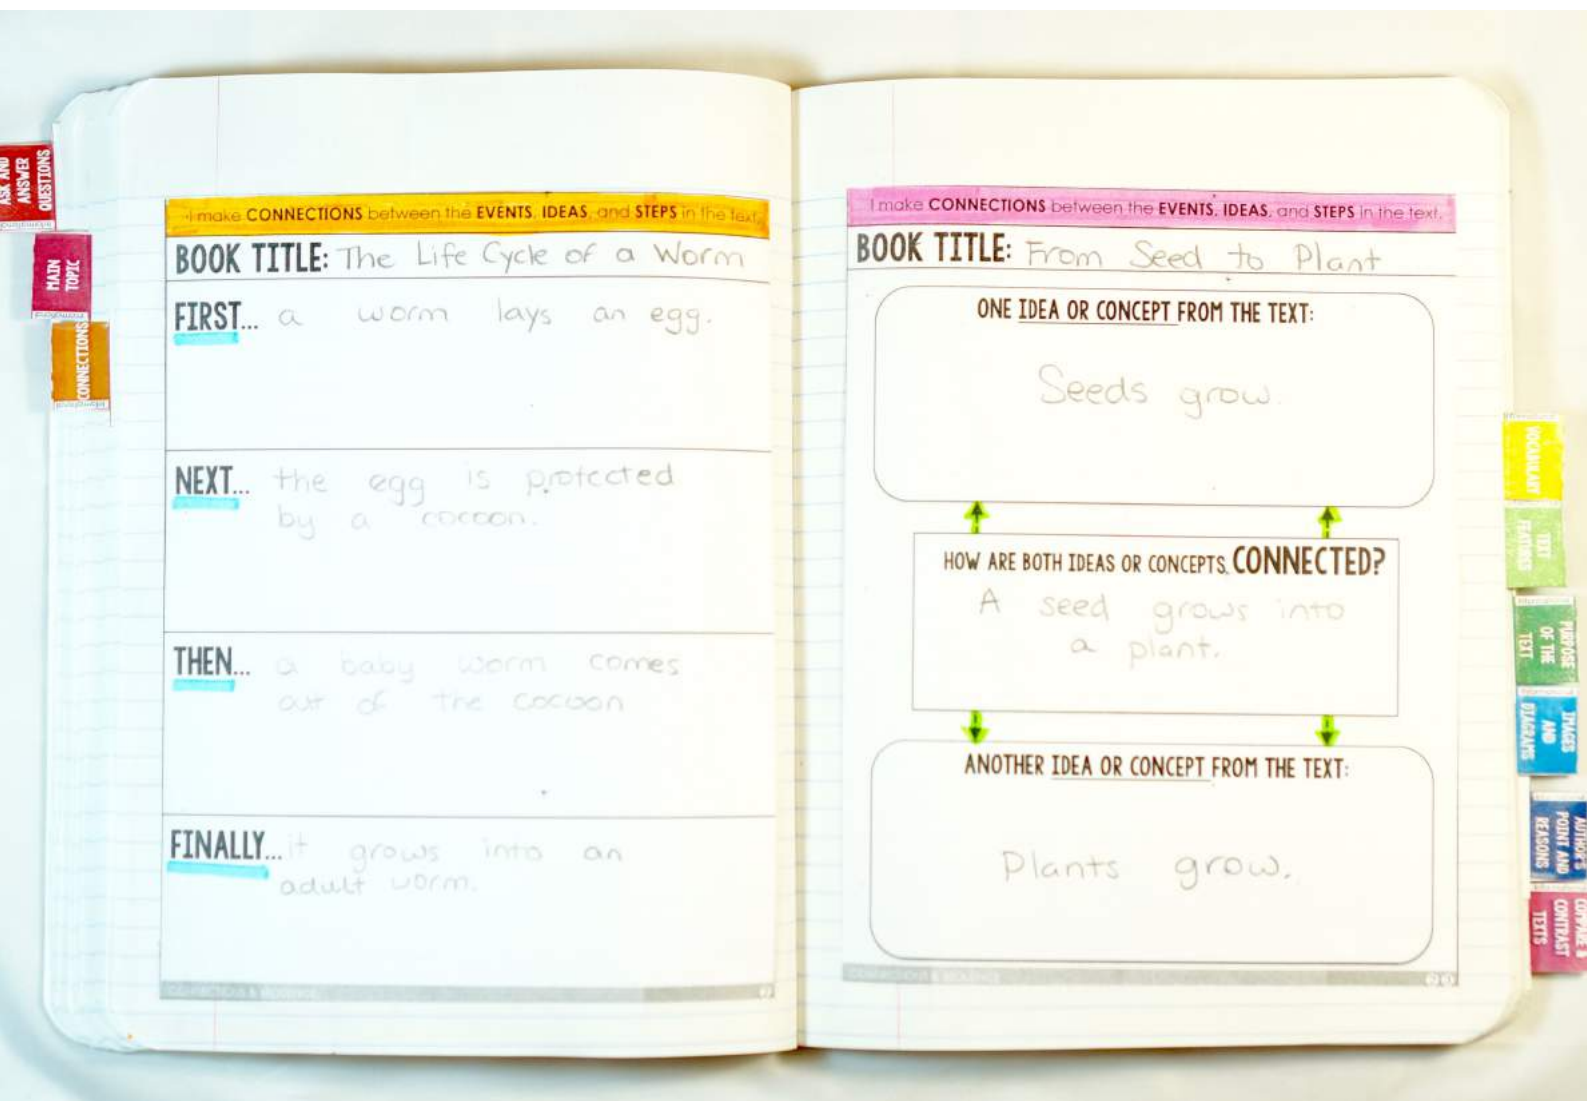 ASK AND
ANSWER
QUESTIONS
MAIN
TOPIC
CONNECTIONS
I make CONNECTIONS between the EVENTS, IDEAS, and STEPS in the text.
BOOK TITLE: The Life Cycle of a Worm
FIRST... a worm lays an egg.
NEXT... the egg is protected
by a cocoon.
THEN... a baby worm comes
out of the cocoon
FINALLY... it grows into an
adult worm.
I make CONNECTIONS between the EVENTS, IDEAS, and STEPS in the text.
BOOK TITLE: From Seed to Plant
ONE IDEA OR CONCEPT FROM THE TEXT:
Seeds grow.
HOW ARE BOTH IDEAS OR CONCEPTS CONNECTED?
A seed grows into
a plant.
ANOTHER IDEA OR CONCEPT FROM THE TEXT:
Plants grow.
VOCABULARY
TEXT
FEATURES
PURPOSE
OF THE
TEXT
IMAGES
AND
DIAGRAMS
AUTHOR'S
POINT AND
REASONS
COMPARE &
CONTRAST
TEXTS